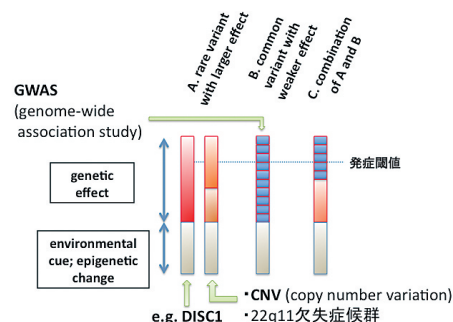 A. rare variant
with larger effect
B. common
variant with
weaker effect
C. combination
of A and B
GWAS
(genome-wide
association study)
発症閾値
genetic
effect
environmental
cue; epigenetic
change
e.g. DISC1
・CNV (copy number variation)
・22q11欠失症候群